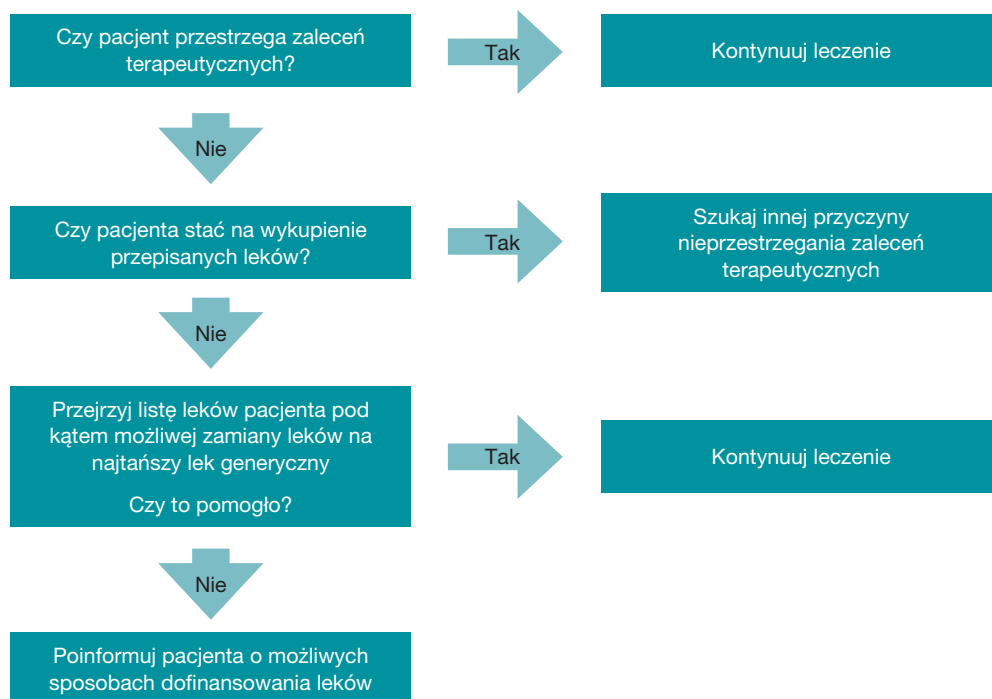 Czy pacjent przestrzega zaleceń
terapeutycznych?
Tak
Kontynuuj leczenie
Nie
Czy pacjenta stać na wykupienie
przepisanych leków?
Tak
Szukaj innej przyczyny
nieprzestrzegania zaleceń
terapeutycznych
Nie
Przejrzyj listę leków pacjenta pod
kątem możliwej zamiany leków na
najtańszy lek generyczny
Czy to pomogło?
Tak
Kontynuuj leczenie
Nie
Poinformuj pacjenta o możliwych
sposobach dofinansowania leków